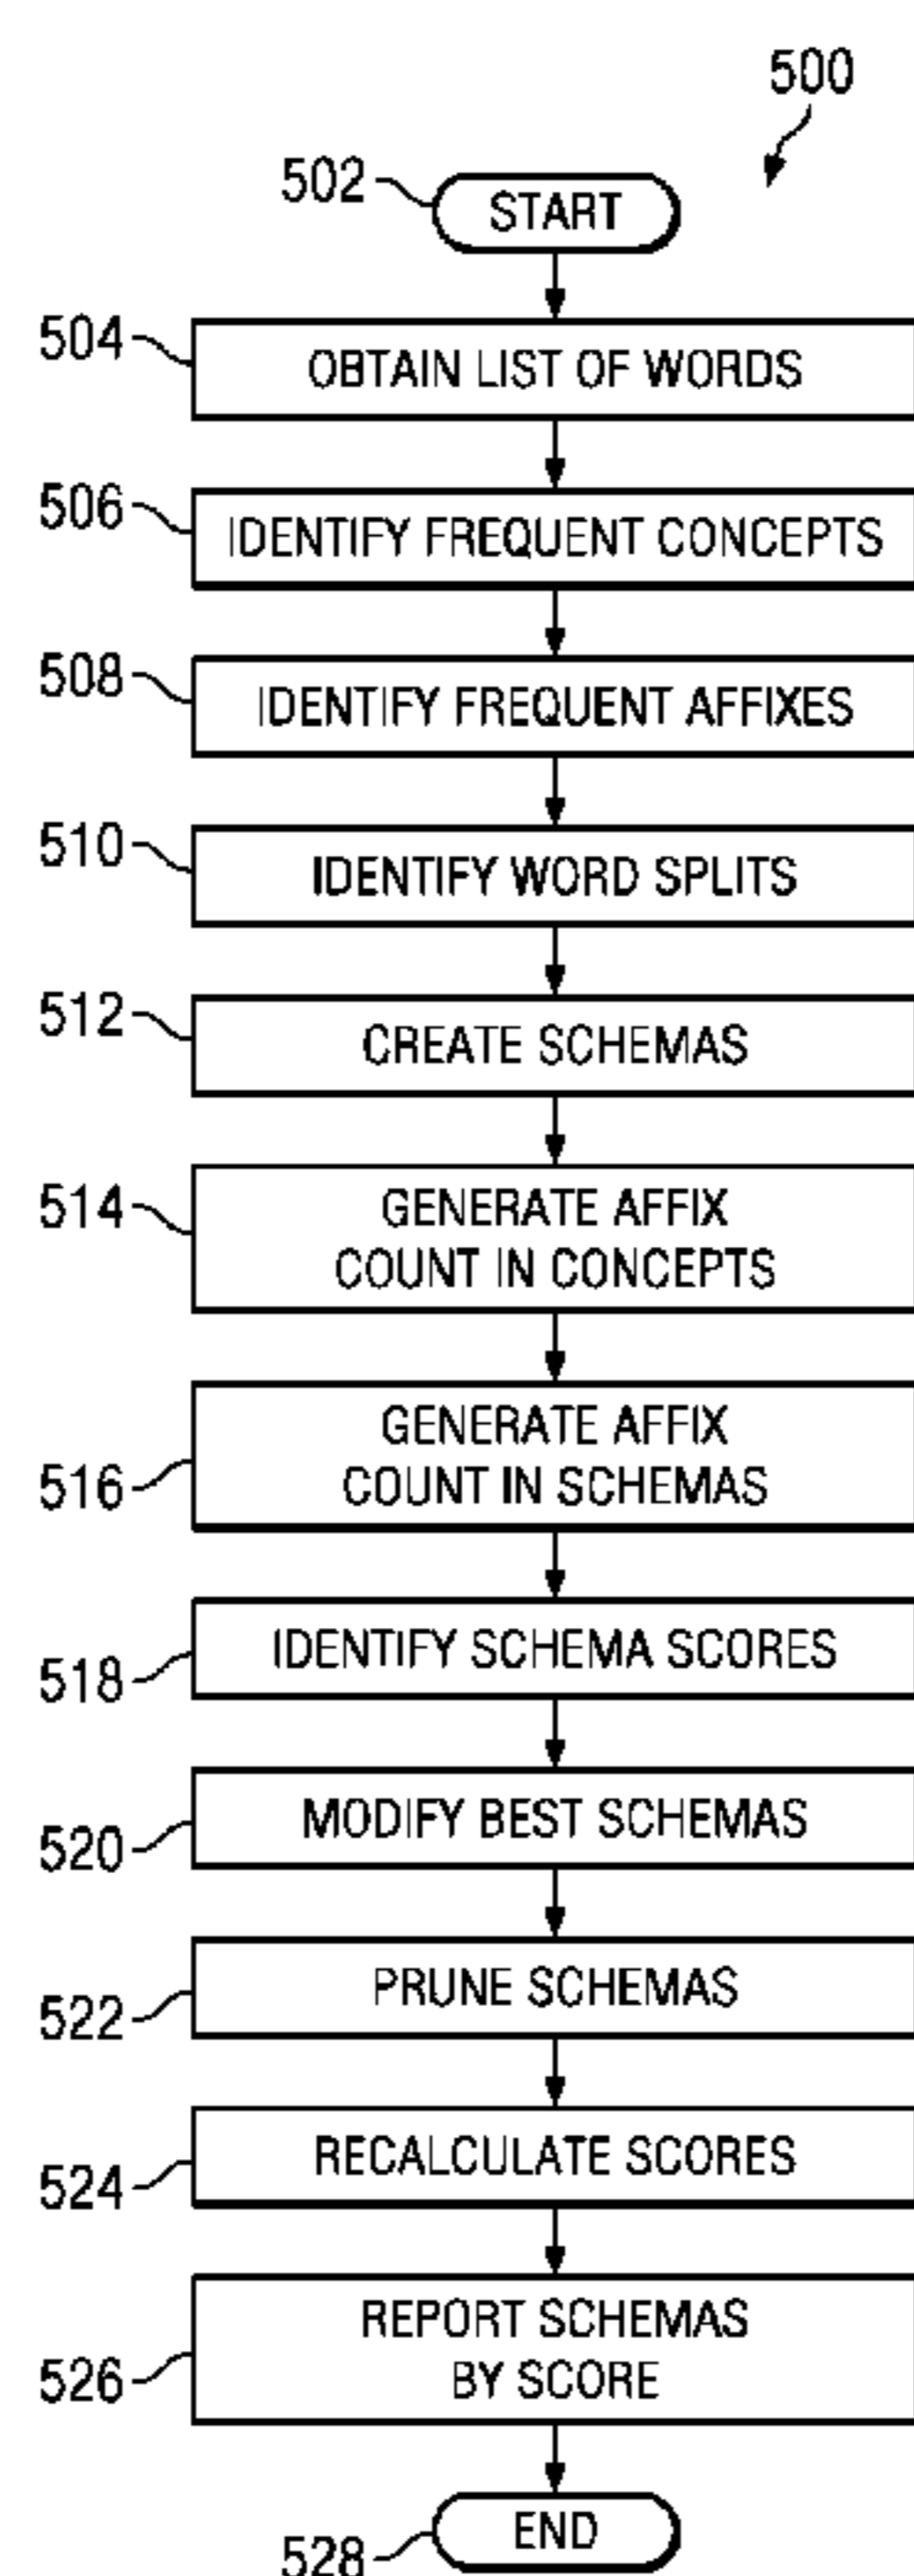 500
502
START
504
OBTAIN LIST OF WORDS
506
IDENTIFY FREQUENT CONCEPTS
508
IDENTIFY FREQUENT AFFIXES
510
IDENTIFY WORD SPLITS
512
CREATE SCHEMAS
514
GENERATE AFFIX
COUNT IN CONCEPTS
516
GENERATE AFFIX
COUNT IN SCHEMAS
518
IDENTIFY SCHEMA SCORES
520
MODIFY BEST SCHEMAS
522
PRUNE SCHEMAS
524
RECALCULATE SCORES
526
REPORT SCHEMAS
BY SCORE
528
END